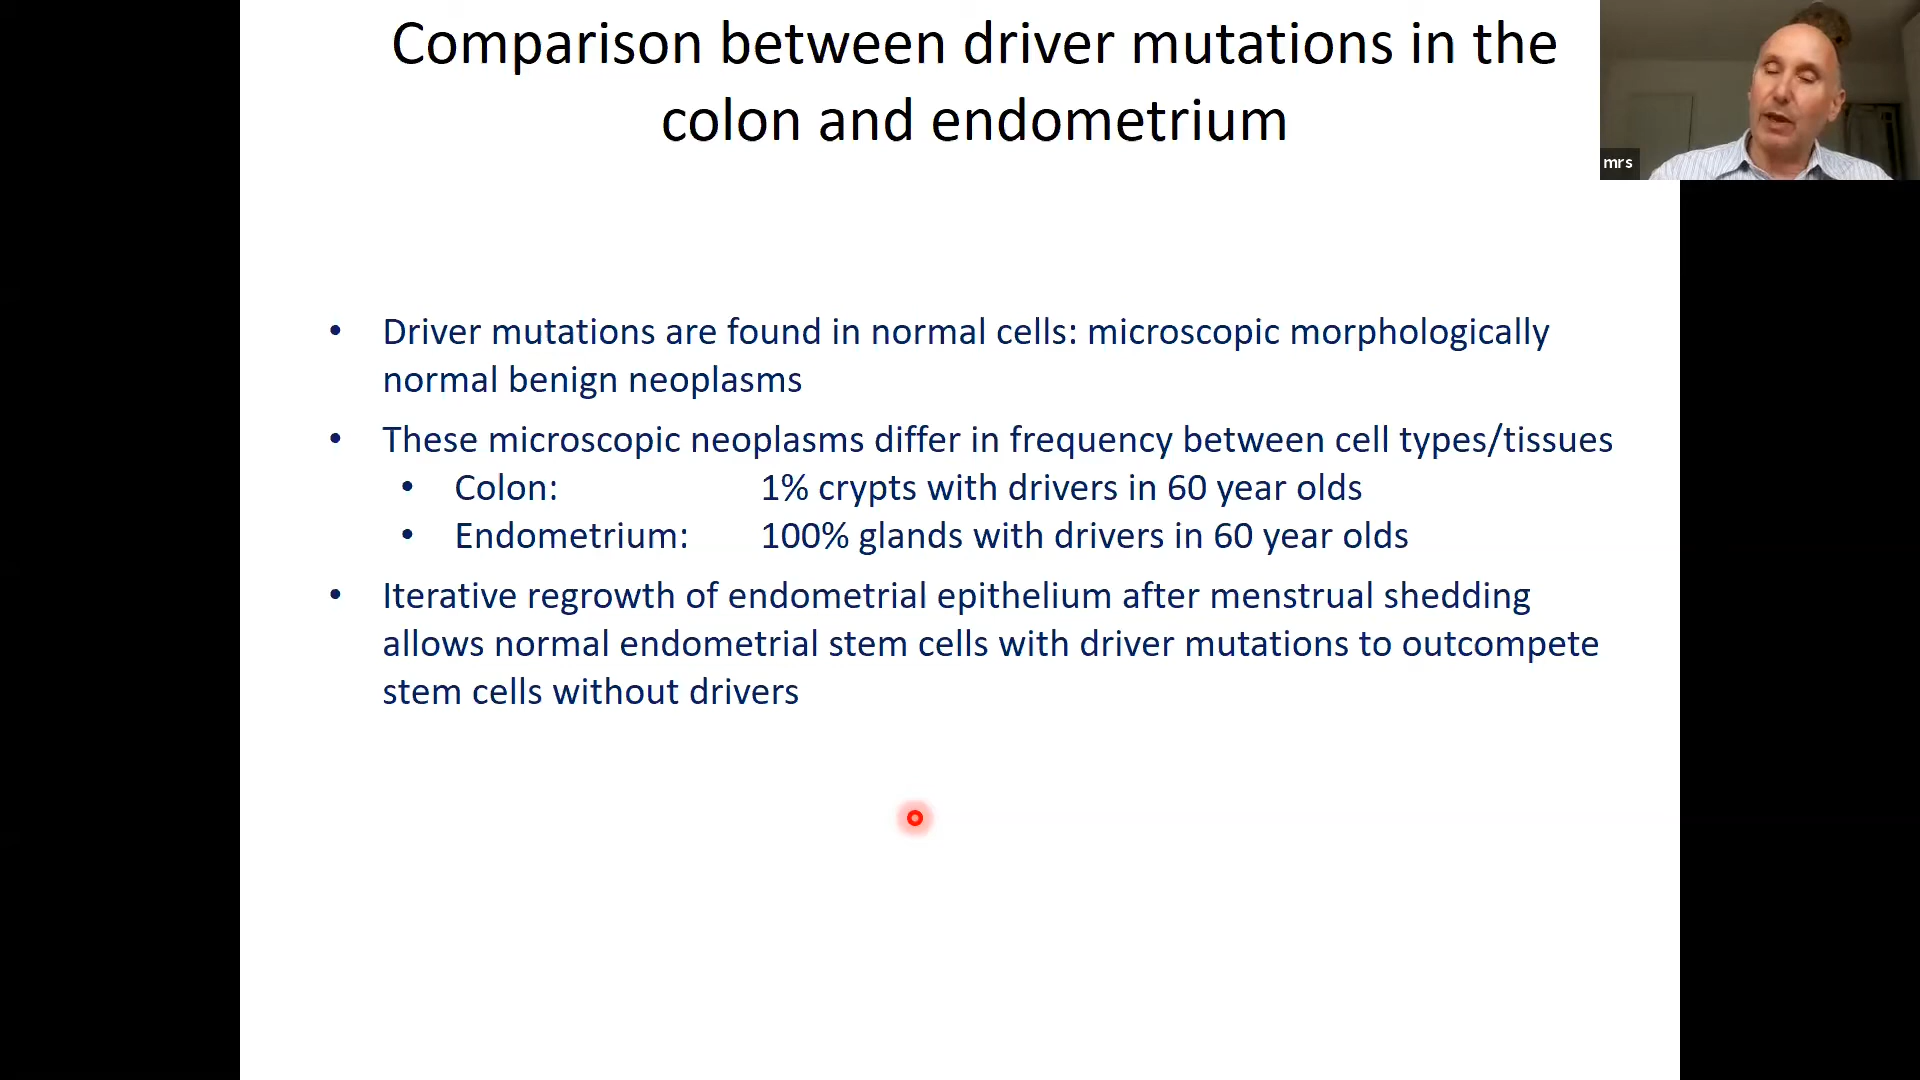 Comparison between driver mutations in the
colon and endometrium
mrs
• Driver mutations are found in normal cells: microscopic morphologically
normal benign neoplasms
• These microscopic neoplasms differ in frequency between cell types/tissues
• Colon: 1% crypts with drivers in 60 year olds
• Endometrium: 100% glands with drivers in 60 year olds
• Iterative regrowth of endometrial epithelium after menstrual shedding
allows normal endometrial stem cells with driver mutations to outcompete
stem cells without drivers